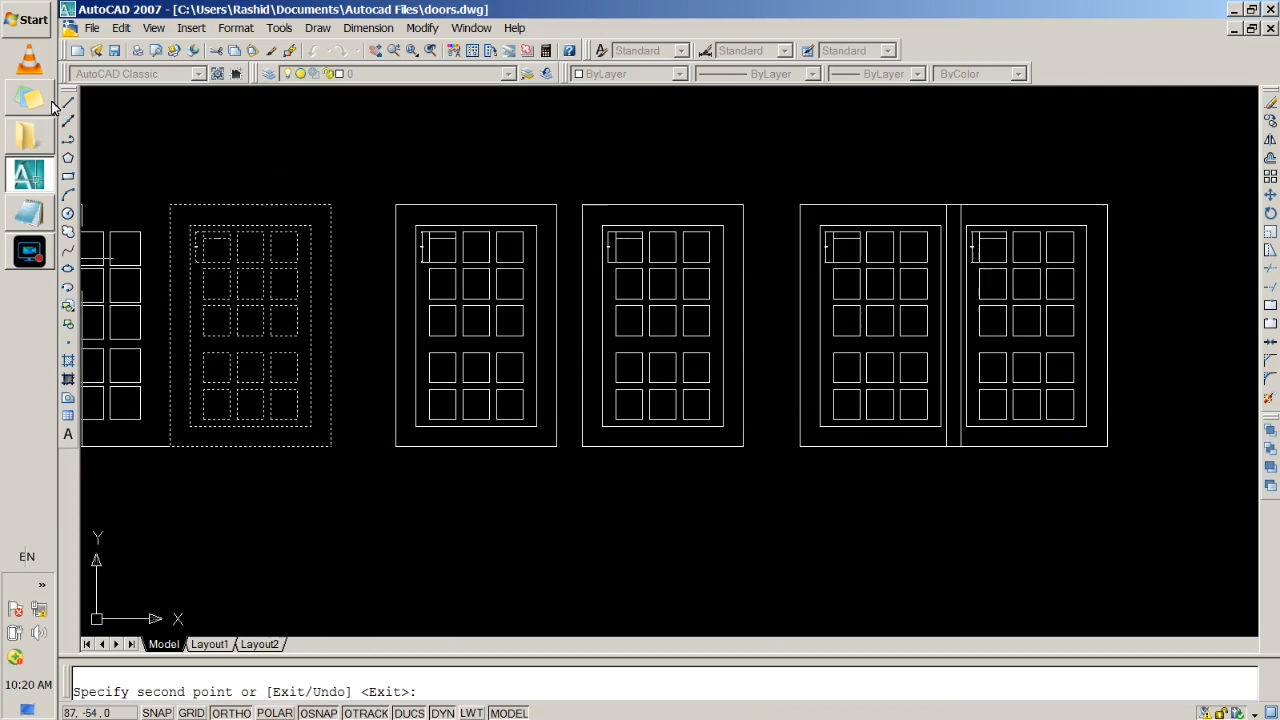 Start
AutoCAD 2007 - [C:\Users\Rashid\Documents\Autocad Files\doors.dwg]
File Edit View Insert Format Tools Draw Dimension Modify Window Help
Standard Standard Standard
AutoCAD Classic 0 ByLayer ByLayer ByLayer ByColor
A
Y
X
EN
»
10:20 AM
Model Layout1 Layout2
Specify second point or [Exit/Undo] <Exit>:
87, -54, 0 SNAP GRID ORTHO POLAR OSNAP OTRACK DUCS DYN LWT MODEL